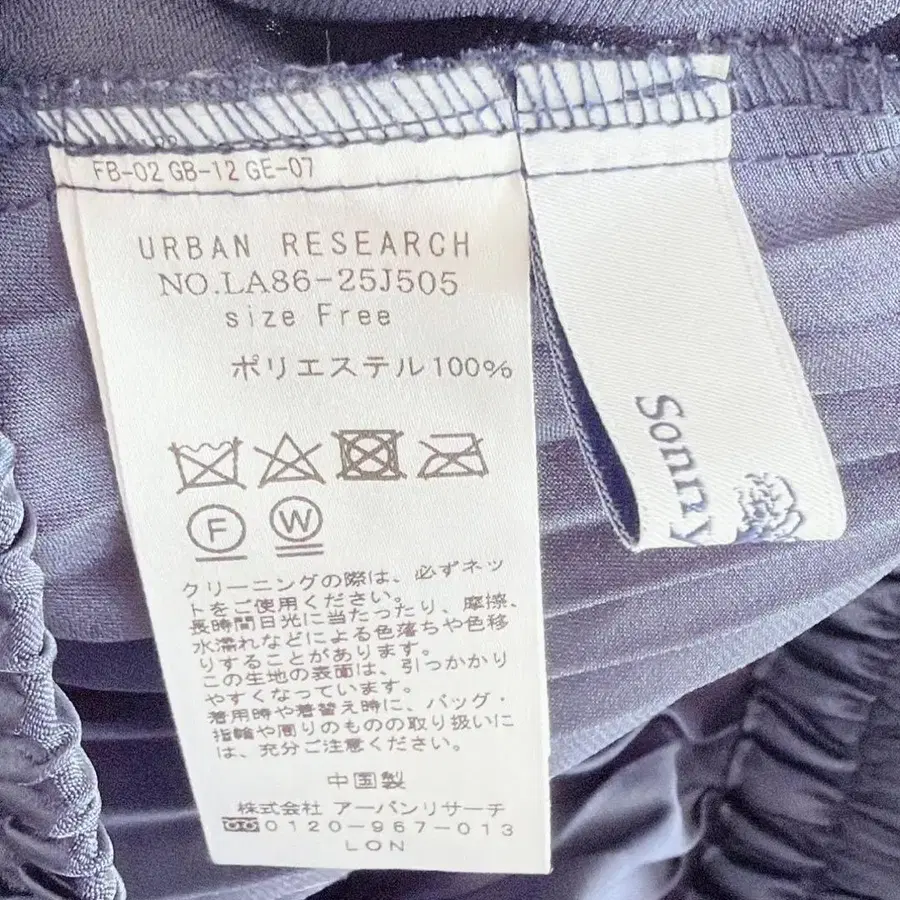 FB-02 GB-12 GE-07
URBAN RESEARCH
NO.LA86-25J505
size Free
ポリエステル100%
F
W
クリーニングの際は、必ずネッ
トをご使用ください。
長時間日光に当たったり、摩擦、
水濡れなどによる色落ちや色移
りすることがあります。
この生地の表面は、引っかかり
やすくなっています。
着用時や着替え時に、バッグ・
指輪や周りのものの取り扱いに
は、充分ご注意ください。
中国製
株式会社 アーバンリサーチ
0120-967-013
LON
Sonny